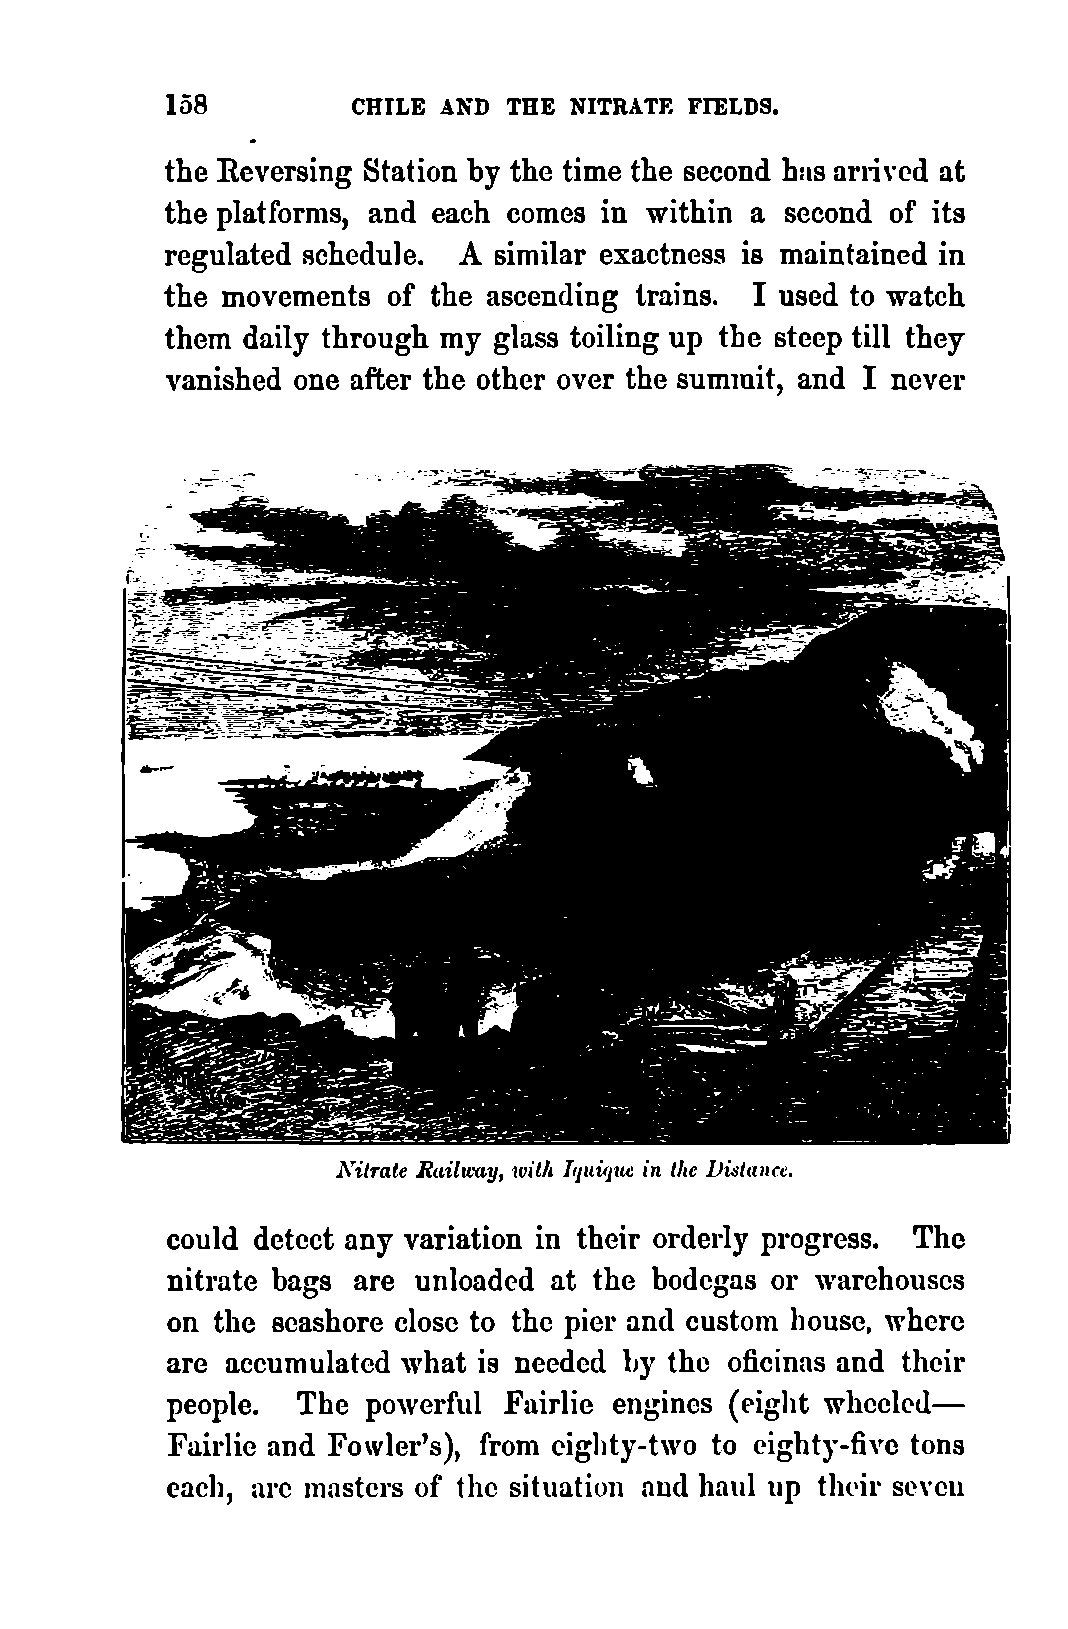 158 CHILE AND THE NITRATE FIELDS.
the Reversing Station by the time the second has arrived at
the platforms, and each comes in within a second of its
regulated schedule. A similar exactness is maintained in
the movements of the ascending trains. I used to watch
them daily through my glass toiling up the steep till they
vanished one after the other over the summit, and I never
Nitrate Railway, with Iquique in the Distance.
could detect any variation in their orderly progress. The
nitrate bags are unloaded at the bodegas or warehouses
on the seashore close to the pier and custom house, where
are accumulated what is needed by the oficinas and their
people. The powerful Fairlie engines (eight wheeled—
Fairlie and Fowler's), from eighty-two to eighty-five tons
each, are masters of the situation and haul up their seven